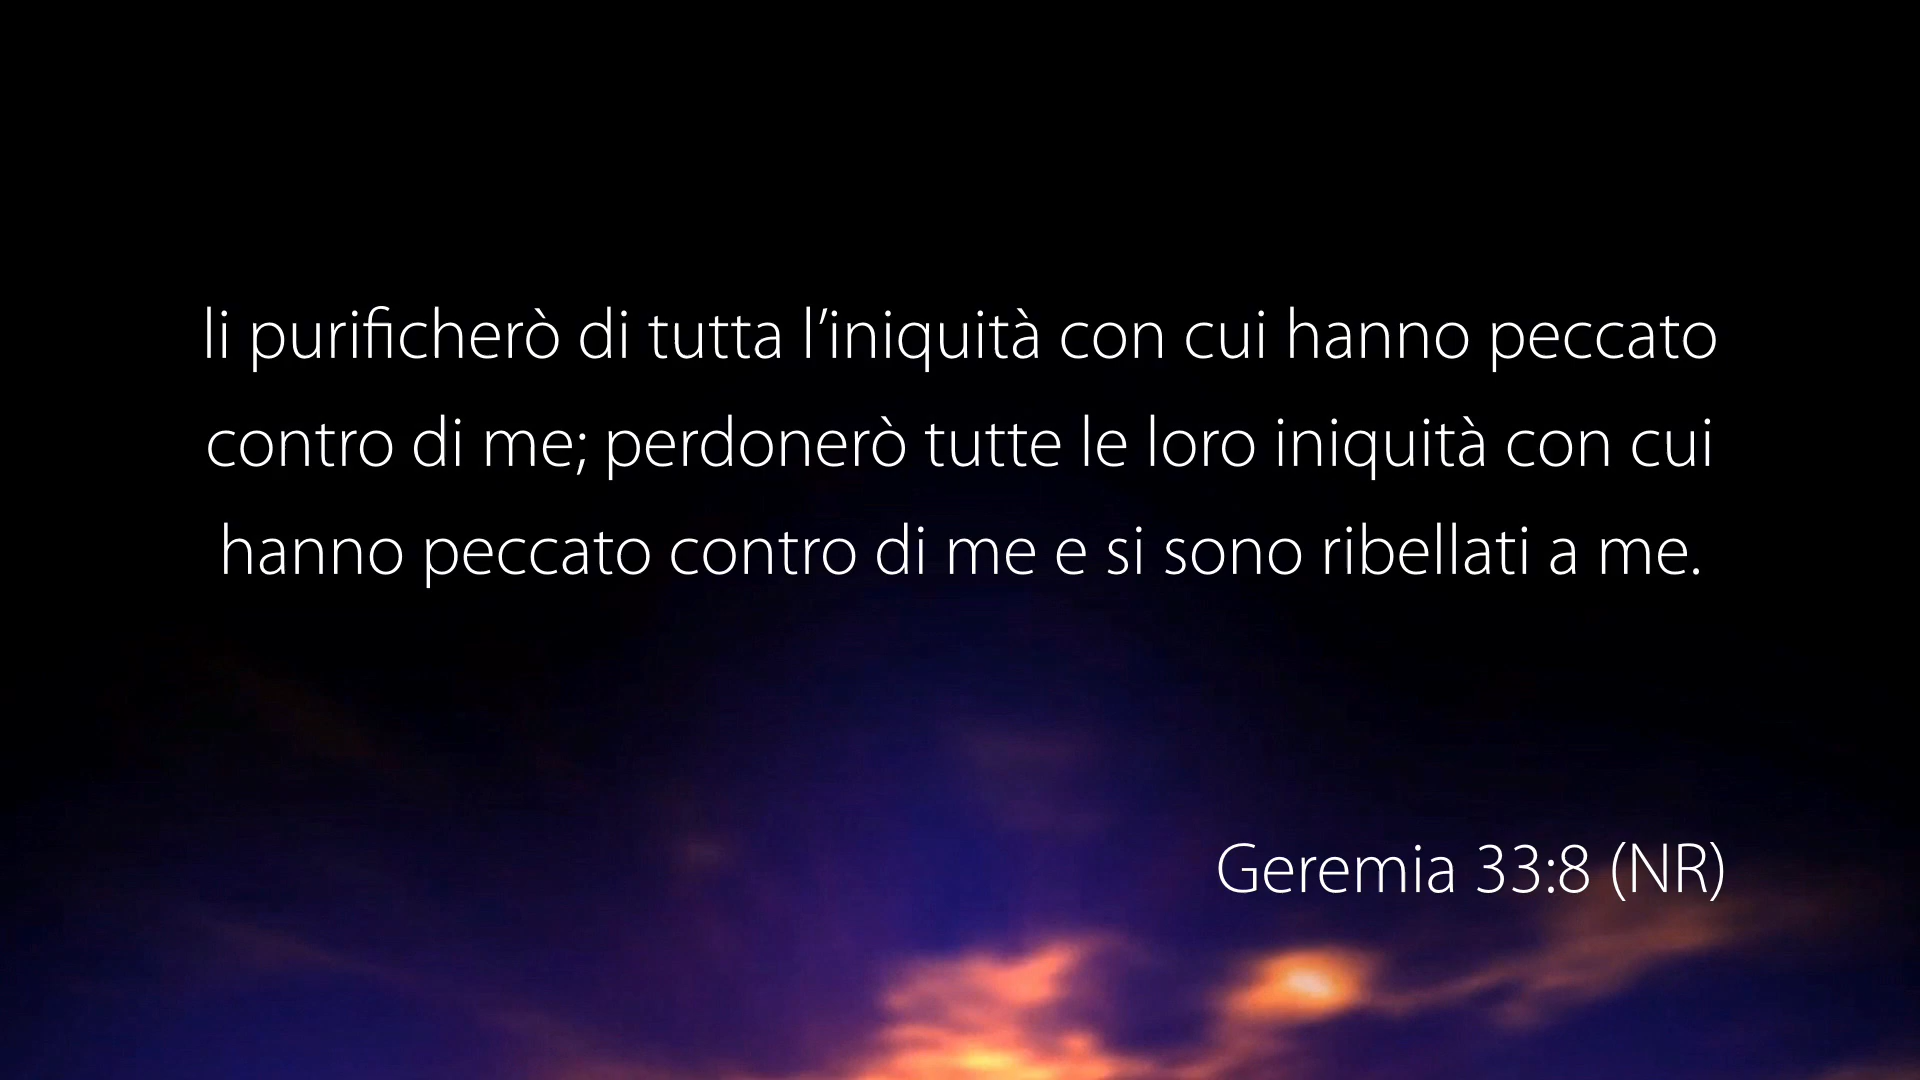 li purificherò di tutta l’iniquità con cui hanno peccato
contro di me; perdonerò tutte le loro iniquità con cui
hanno peccato contro di me e si sono ribellati a me.
Geremia 33:8 (NR)